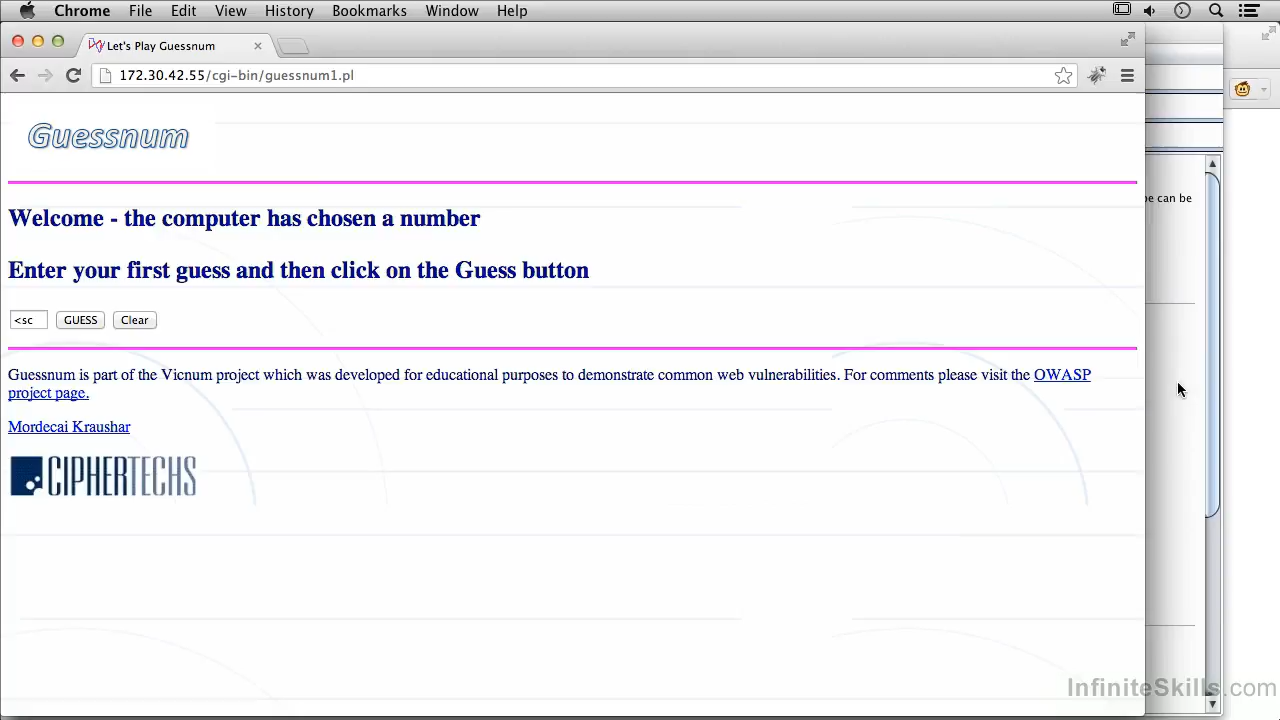 Chrome File Edit View History Bookmarks Window Help
Let's Play Guessnum
172.30.42.55/cgi-bin/guessnum1.pl
Guessnum
be can be
Welcome - the computer has chosen a number
Enter your first guess and then click on the Guess button
<sc GUESS Clear
Guessnum is part of the Vicnum project which was developed for educational purposes to demonstrate common web vulnerabilities. For comments please visit the OWASP
project page.
Mordecai Kraushar
CIPHERTECHS
InfiniteSkills.com